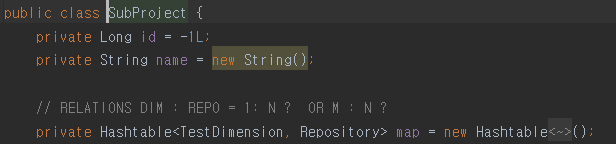 public class SubProject {
private Long id = -1L;
private String name = new String();
// RELATIONS DIM : REPO = 1: N ?  OR M : N ?
private Hashtable<TestDimension, Repository> map = new Hashtable<~>();